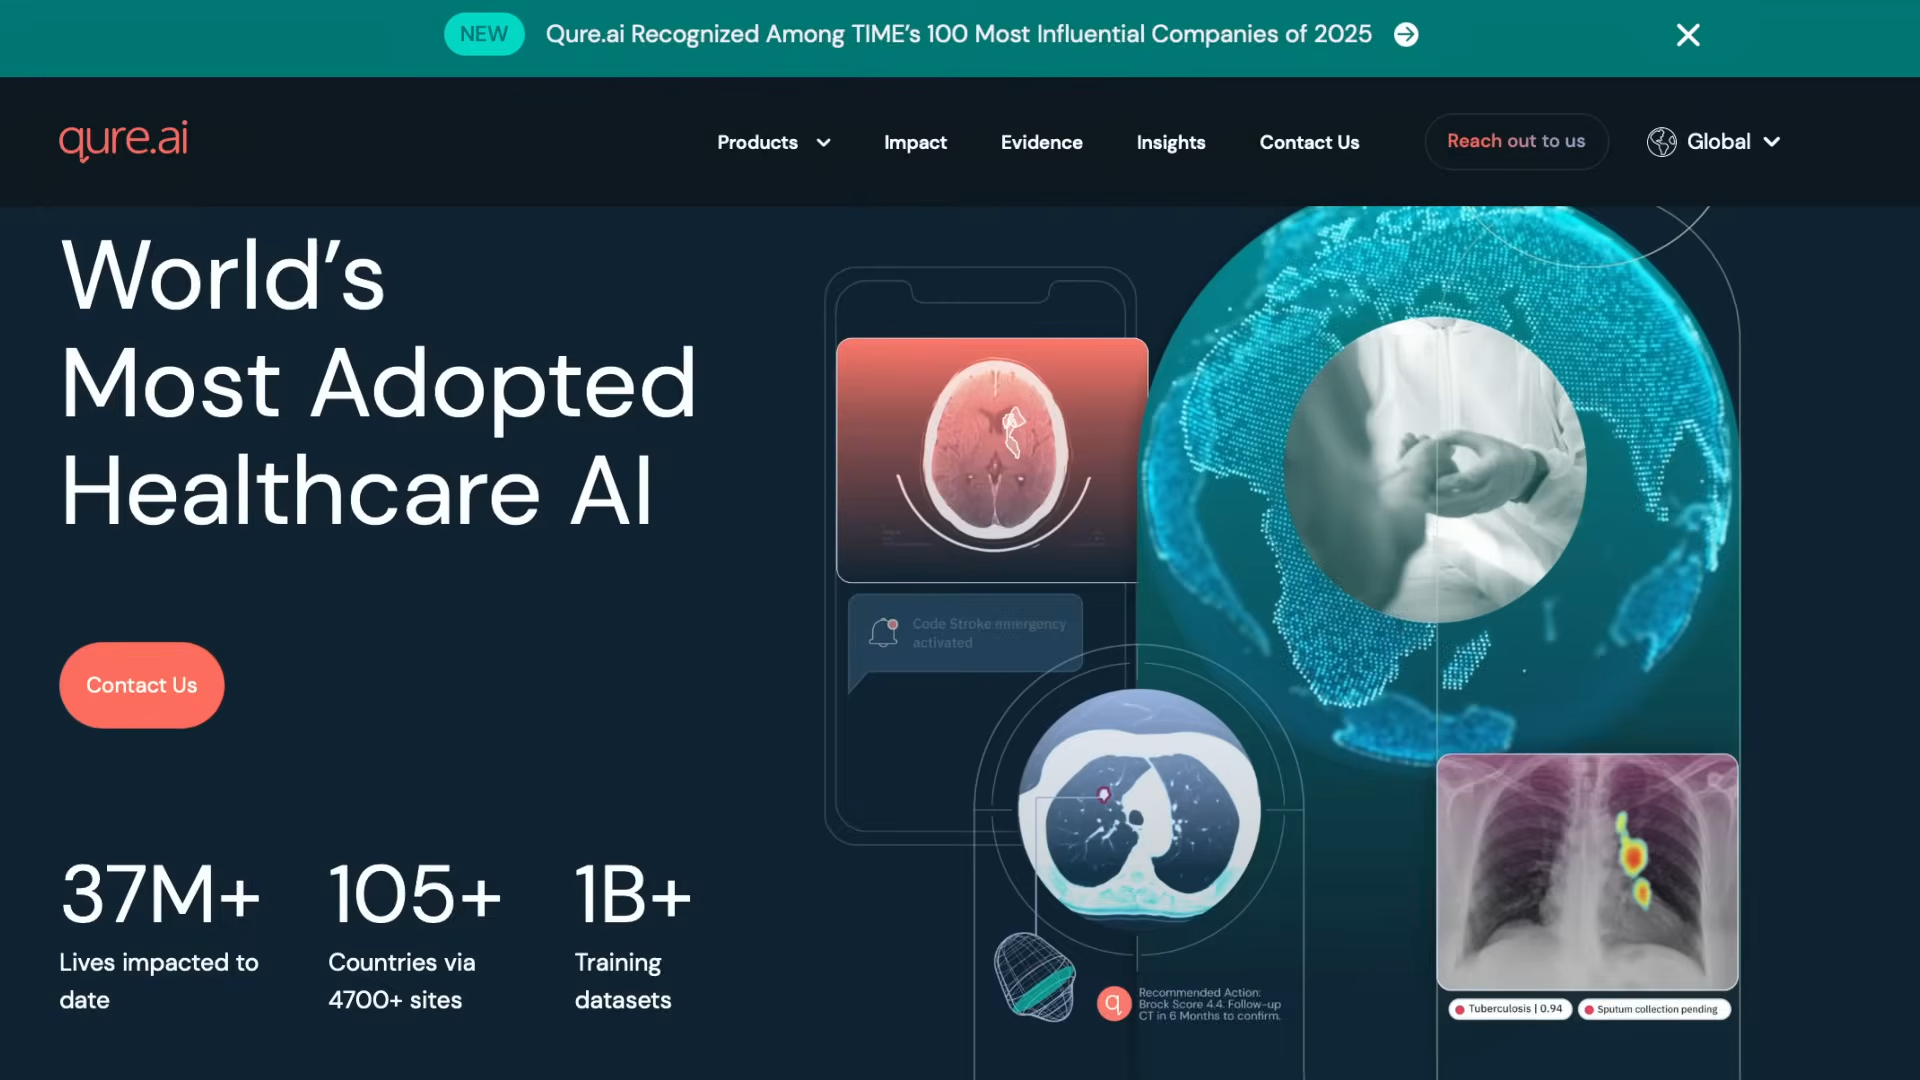 NEW
Qure.ai Recognized Among TIME’s 100 Most Influential Companies of 2025
qure.ai
Products
Impact
Evidence
Insights
Contact Us
Reach out to us
Global
World’s
Most Adopted
Healthcare AI
Code Stroke emergency
activated
Contact Us
37M+
Lives impacted to
date
105+
Countries via
4700+ sites
1B+
Training
datasets
q
Recommended Action:
Brock Score 4.4. Follow-up
CT in 6 Months to confirm.
Tuberculosis | 0.94
Sputum collection pending